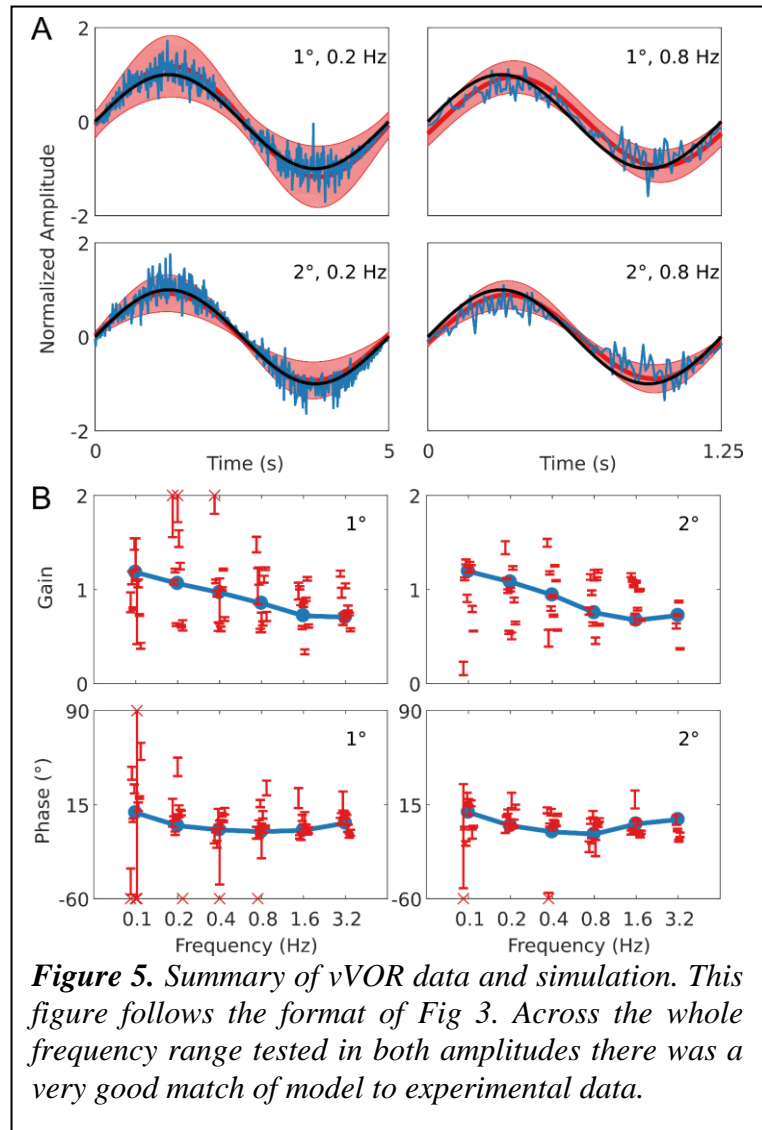 A
2
1°, 0.2 Hz
1°, 0.8 Hz
0
-2
2
2°, 0.2 Hz
2°, 0.8 Hz
0
-2
Normalized Amplitude
0 5
Time (s)
0 1.25
Time (s)
B
2
1°
2°
1
0
Gain
90
1°
2°
15
-60
Phase (°)
90
15
-60
0.1 0.2 0.4 0.8 1.6 3.2
Frequency (Hz)
0.1 0.2 0.4 0.8 1.6 3.2
Frequency (Hz)
Figure 5. Summary of vVOR data and simulation. This
figure follows the format of Fig 3. Across the whole
frequency range tested in both amplitudes there was a
very good match of model to experimental data.